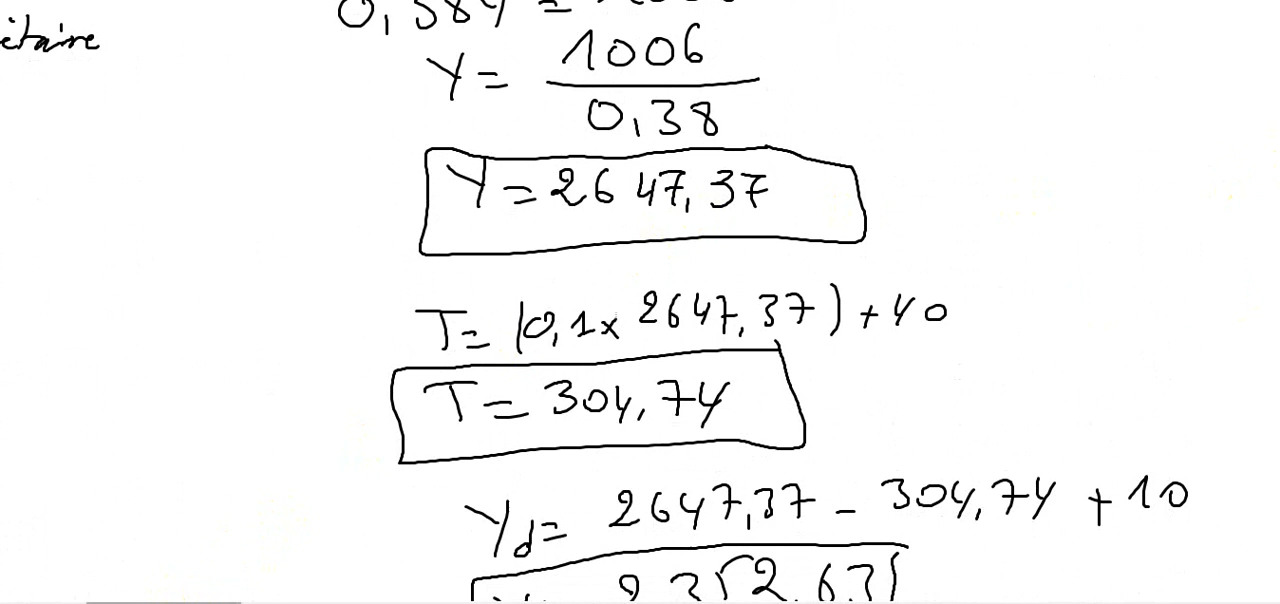 étaire
Y = 1006
0,38
Y = 2647,37
T = (0,1 x 2647,37) + 40
T = 304,74
Yd = 2647,37 - 304,74 + 10